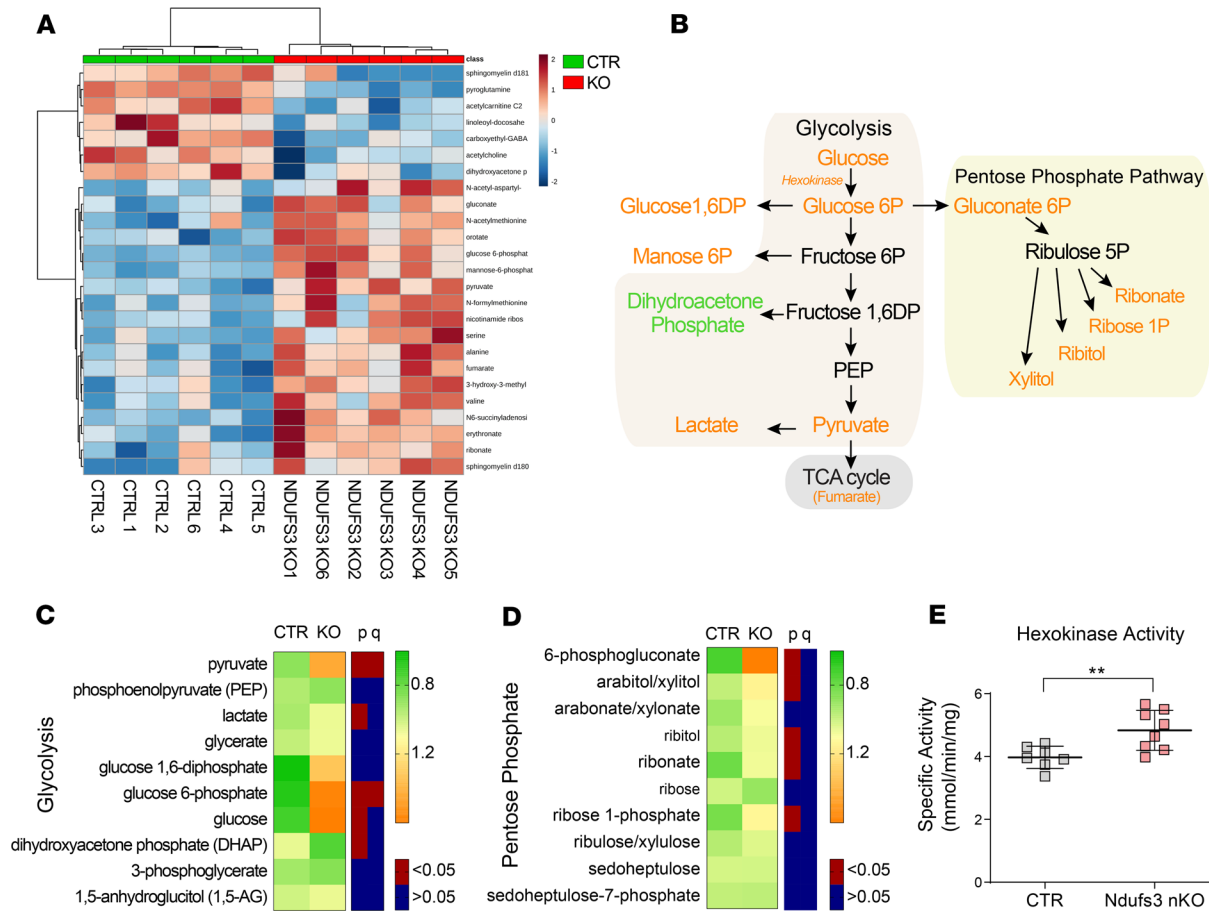 A
class
2
1
0
-1
-2
CTR
KO
sphingomyelin d181
pyroglutamine
acetylcarnitine C2
linoleoyl-docosahe
carboxyethyl-GABA
acetylcholine
dihydroxyacetone p
N-acetyl-aspartyl-
gluconate
N-acetylmethionine
orotate
glucose 6-phosphat
mannose-6-phosphat
pyruvate
N-formylmethionine
nicotinamide ribos
serine
alanine
fumarate
3-hydroxy-3-methyl
valine
N6-succinyladenosi
erythronate
ribonate
sphingomyelin d180
CTRL 3
CTRL 1
CTRL 2
CTRL 6
CTRL 4
CTRL 5
NDUFS3 KO1
NDUFS3 KO6
NDUFS3 KO2
NDUFS3 KO3
NDUFS3 KO4
NDUFS3 KO5
B
Glycolysis
Glucose
Hexokinase
Glucose1,6DP
Glucose 6P
Manose 6P
Fructose 6P
Dihydroacetone
Phosphate
Fructose 1,6DP
PEP
Lactate
Pyruvate
TCA cycle
(Fumarate)
Pentose Phosphate Pathway
Gluconate 6P
Ribulose 5P
Ribonate
Ribose 1P
Ribitol
Xylitol
C
CTR KO p q
Glycolysis
pyruvate
phosphoenolpyruvate (PEP)
lactate
glycerate
glucose 1,6-diphosphate
glucose 6-phosphate
glucose
dihydroxyacetone phosphate (DHAP)
3-phosphoglycerate
1,5-anhydroglucitol (1,5-AG)
0.8
1.2
<0.05
>0.05
D
CTR KO p q
Pentose Phosphate
6-phosphogluconate
arabitol/xylitol
arabonate/xylonate
ribitol
ribonate
ribose
ribose 1-phosphate
ribulose/xylulose
sedoheptulose
sedoheptulose-7-phosphate
0.8
1.2
<0.05
>0.05
E
Hexokinase Activity
**
Specific Activity
(mmol/min/mg)
6
4
2
0
CTR
Ndufs3 nKO